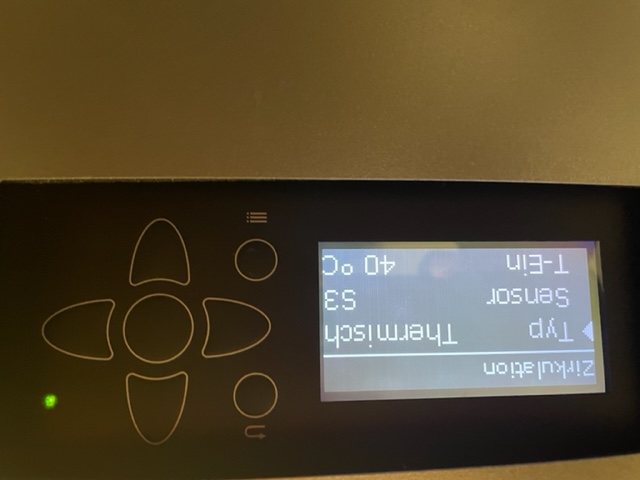 Zirkulation
Typ Thermisch
Sensor S3
T-Ein 40 °C